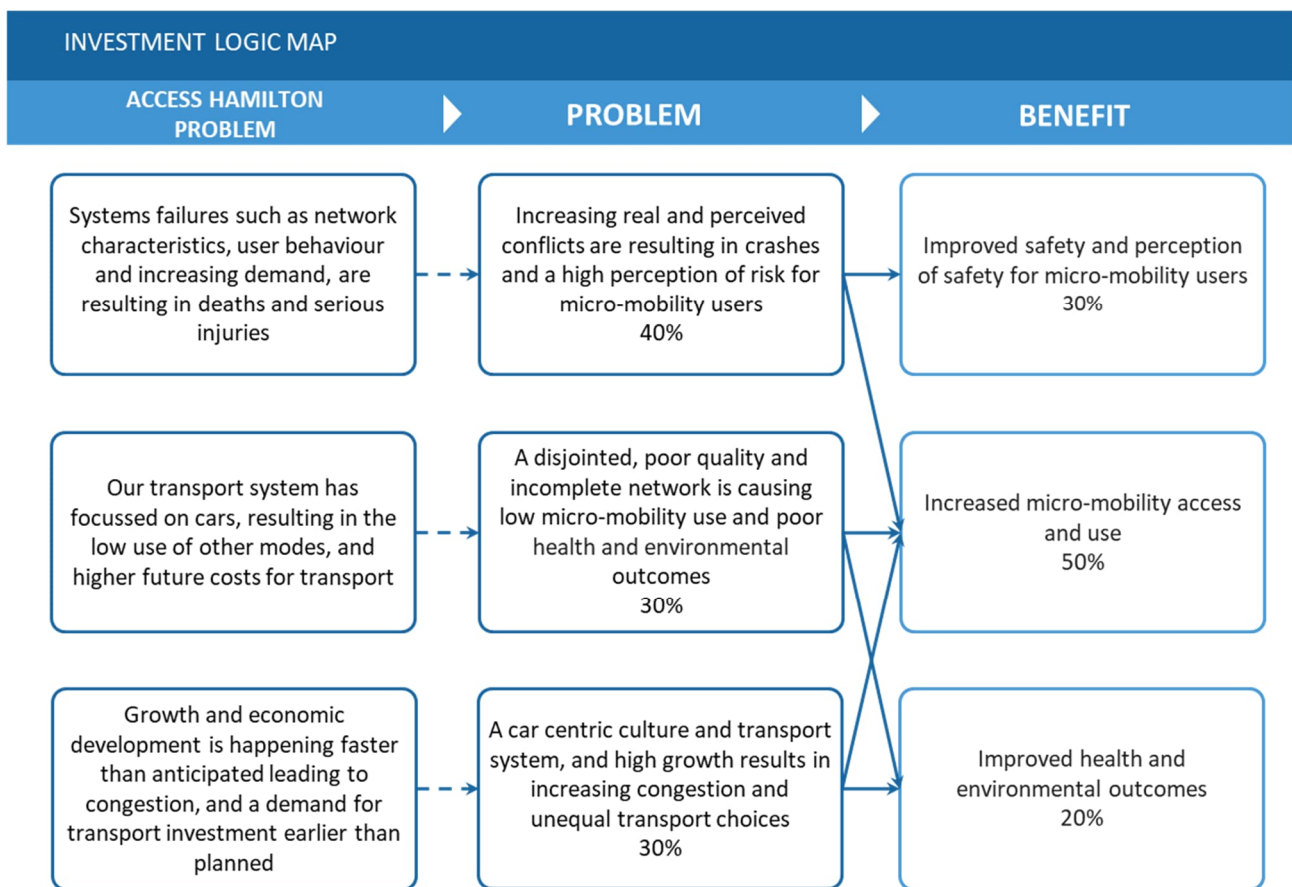 INVESTMENT LOGIC MAP
ACCESS HAMILTON
PROBLEM
PROBLEM
BENEFIT
Systems failures such as network
characteristics, user behaviour
and increasing demand, are
resulting in deaths and serious
injuries
Increasing real and perceived
conflicts are resulting in crashes
and a high perception of risk for
micro-mobility users
40%
Improved safety and perception
of safety for micro-mobility users
30%
Our transport system has
focussed on cars, resulting in the
low use of other modes, and
higher future costs for transport
A disjointed, poor quality and
incomplete network is causing
low micro-mobility use and poor
health and environmental
outcomes
30%
Increased micro-mobility access
and use
50%
Growth and economic
development is happening faster
than anticipated leading to
congestion, and a demand for
transport investment earlier than
planned
A car centric culture and transport
system, and high growth results in
increasing congestion and
unequal transport choices
30%
Improved health and
environmental outcomes
20%